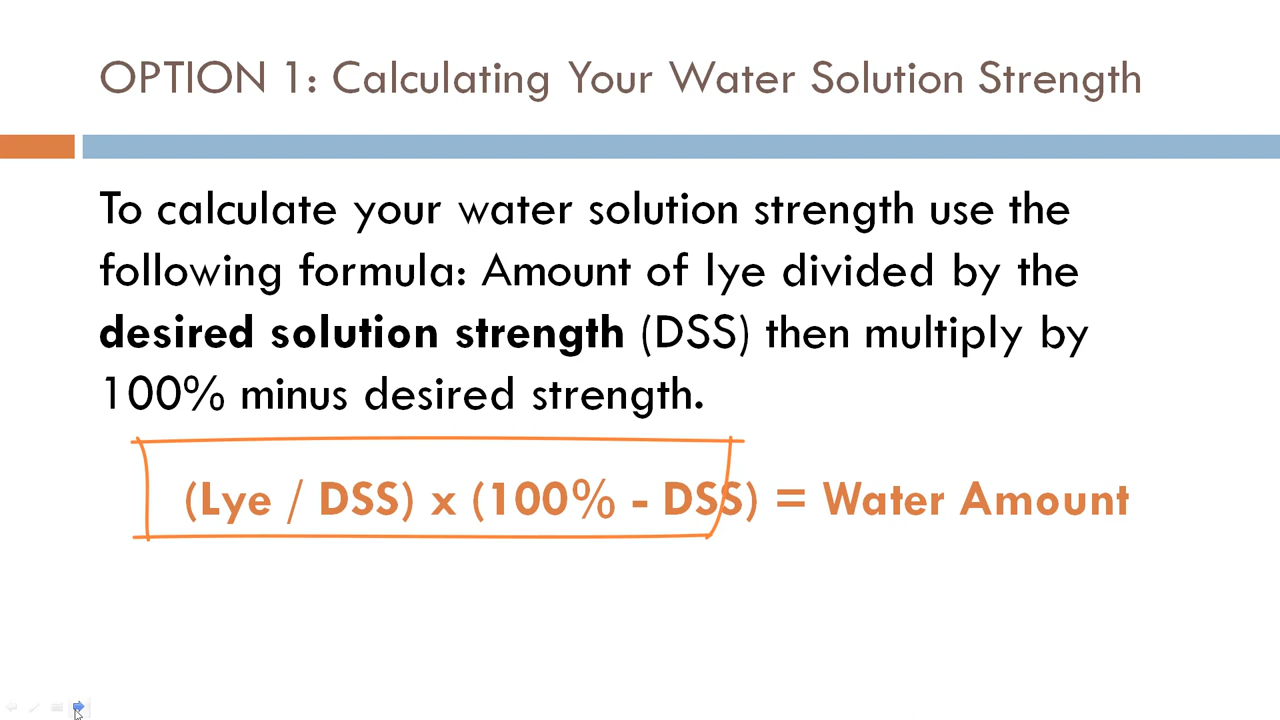 OPTION 1: Calculating Your Water Solution Strength
To calculate your water solution strength use the
following formula: Amount of lye divided by the
desired solution strength (DSS) then multiply by
100% minus desired strength.
(Lye / DSS) x (100% - DSS) = Water Amount